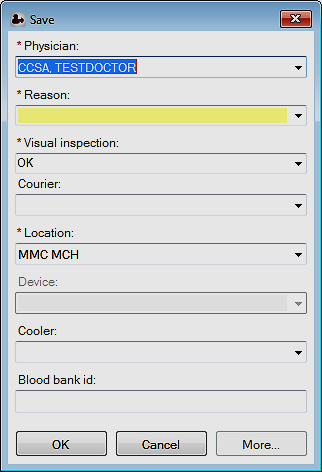 Save
* Physician:
CCSA, TESTDOCTOR
* Reason:
* Visual inspection:
OK
Courier:
* Location:
MMC MCH
Device:
Cooler:
Blood bank id:
OK Cancel More...